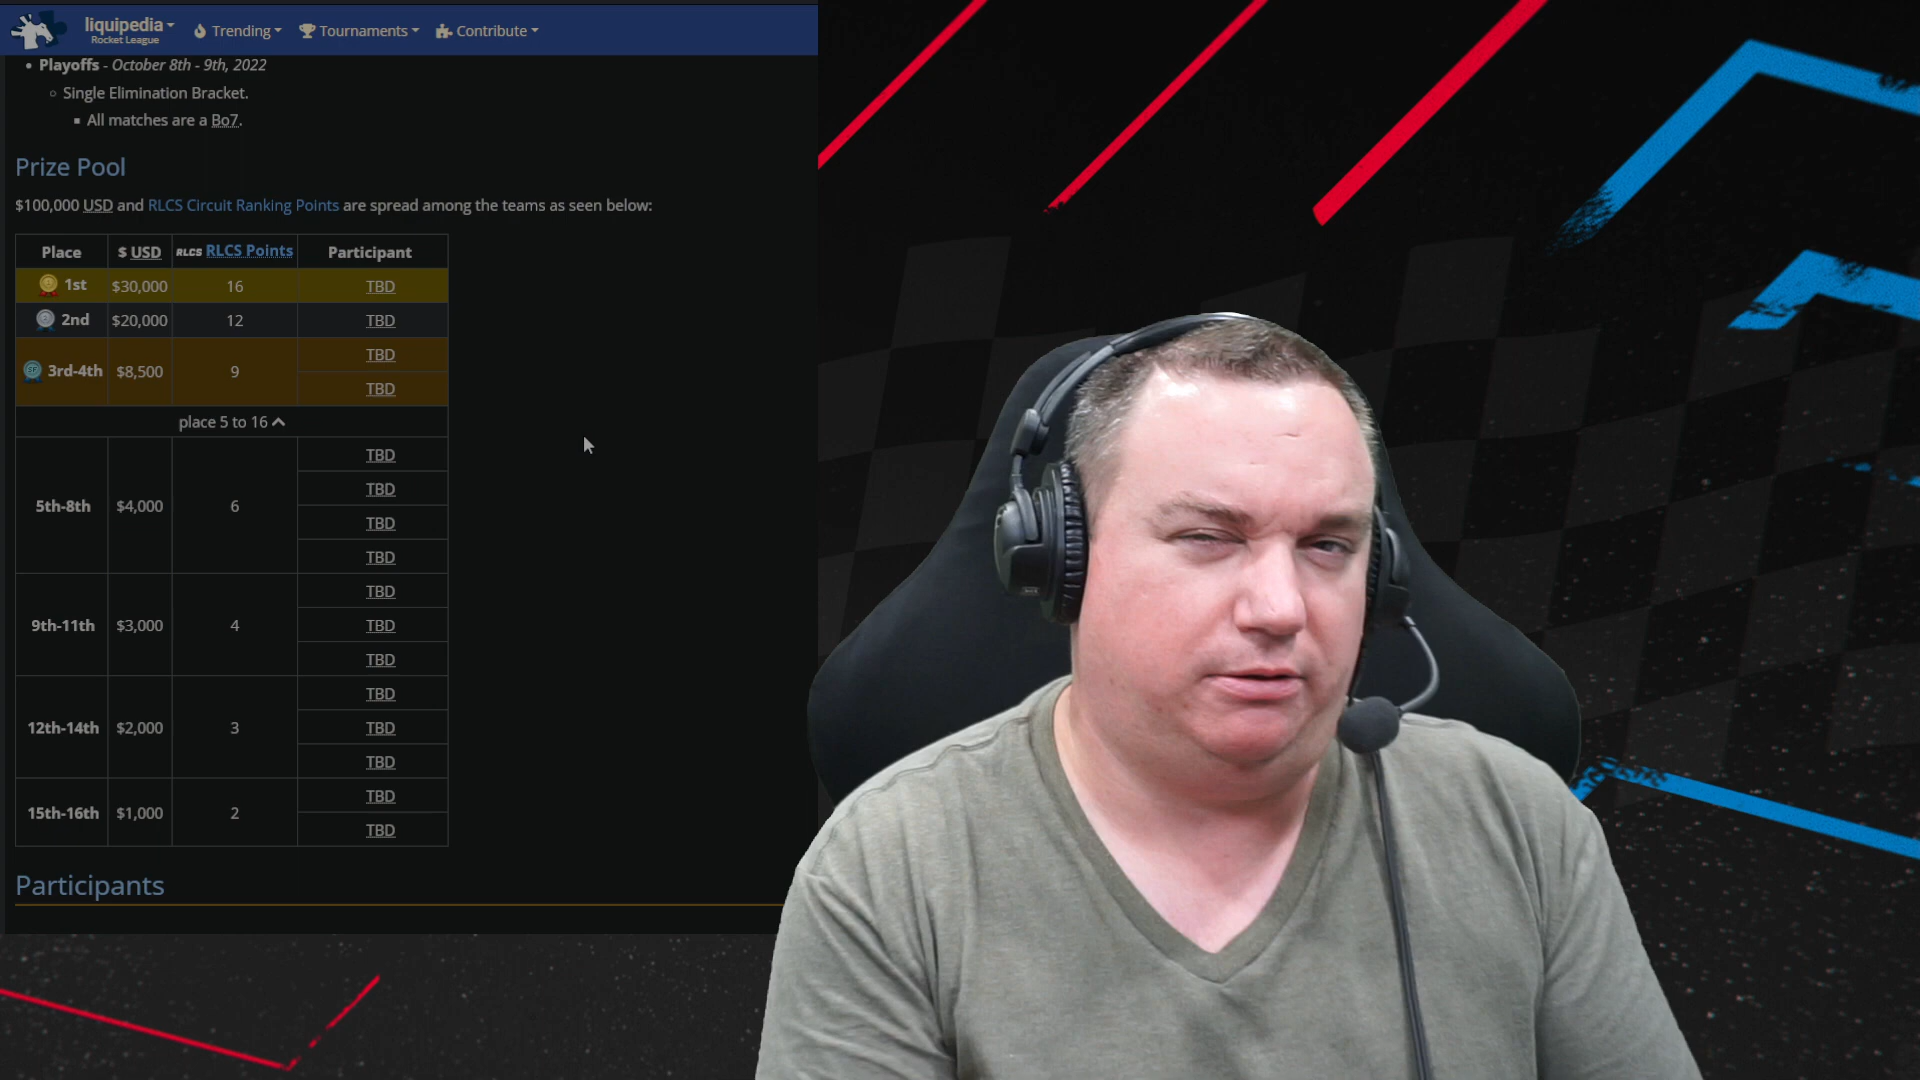 liquipedia
Rocket League
Trending
Tournaments
Contribute
Playoffs - October 8th - 9th, 2022
Single Elimination Bracket.
All matches are a Bo7.
Prize Pool
$100,000 USD and RLCS Circuit Ranking Points are spread among the teams as seen below:
Place $ USD RLCS RLCS Points Participant
1st $30,000 16 TBD
2nd $20,000 12 TBD
SF 3rd-4th $8,500 9 TBD
TBD
place 5 to 16
5th-8th $4,000 6 TBD
TBD
TBD
TBD
9th-11th $3,000 4 TBD
TBD
TBD
12th-14th $2,000 3 TBD
TBD
TBD
15th-16th $1,000 2 TBD
TBD
Participants